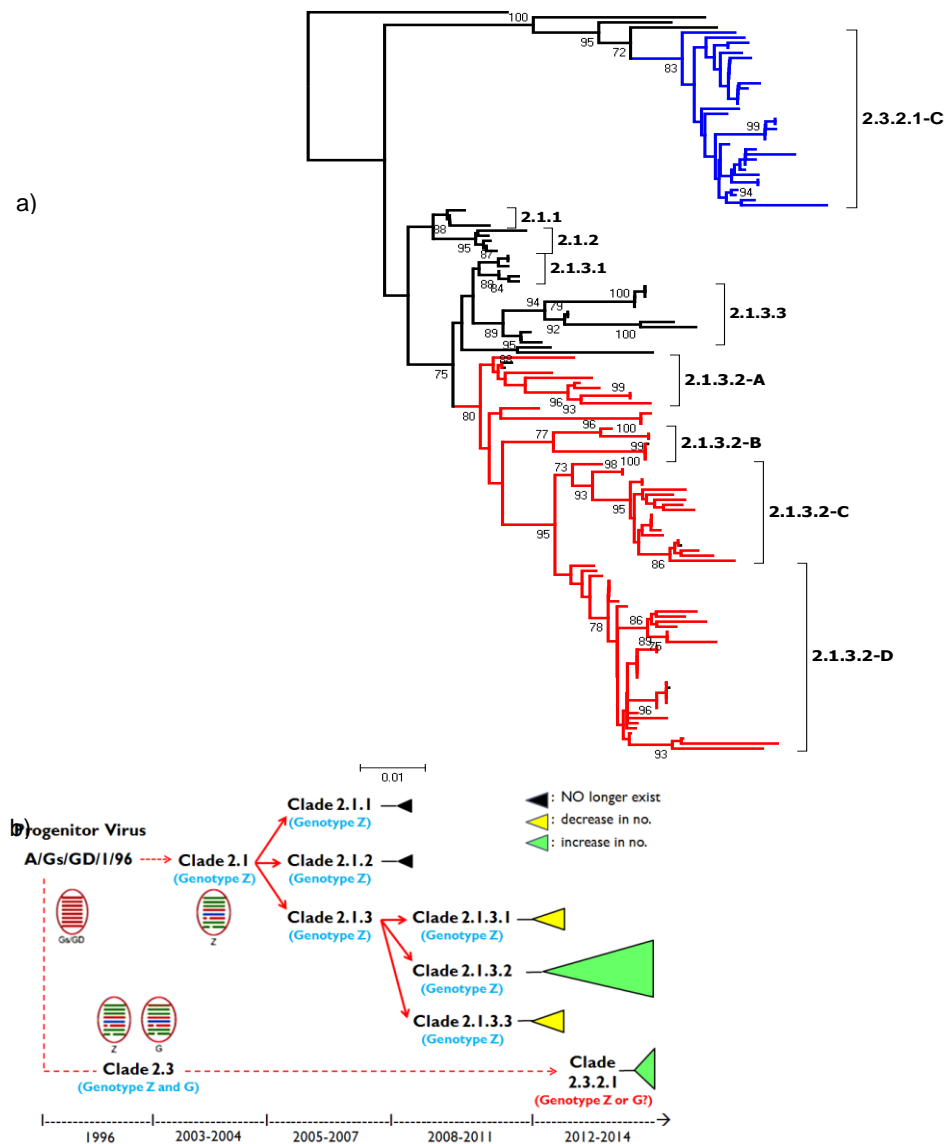 a)
100
95
72
83
99
94
2.3.2.1-C
88
2.1.1
95
87
2.1.2
88
84
2.1.3.1
94
79
100
92
100
89
95
2.1.3.3
75
99
96
93
2.1.3.2-A
80
77
96
100
99
2.1.3.2-B
73
98
100
93
95
86
2.1.3.2-C
95
78
86
89
75
96
93
2.1.3.2-D
0.01
b)
Progenitor Virus
A/Gs/GD/1/96
Gs/GD
Clade 2.1
(Genotype Z)
Z
Clade 2.1.1
(Genotype Z)
Clade 2.1.2
(Genotype Z)
Clade 2.1.3
(Genotype Z)
Clade 2.1.3.1
(Genotype Z)
Clade 2.1.3.2
(Genotype Z)
Clade 2.1.3.3
(Genotype Z)
: NO longer exist
: decrease in no.
: increase in no.
Z
G
Clade 2.3
(Genotype Z and G)
Clade
2.3.2.1
(Genotype Z or G?)
1996
2003-2004
2005-2007
2008-2011
2012-2014